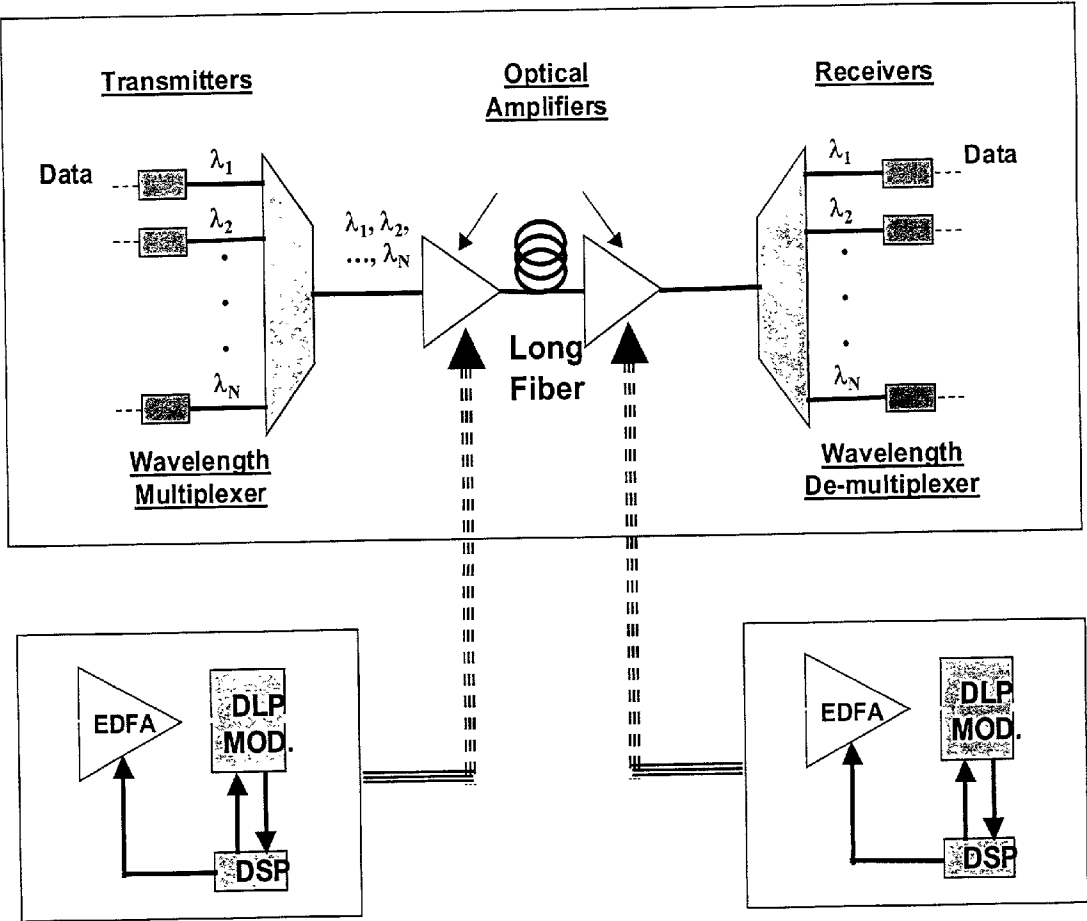 Transmitters
Optical
Amplifiers
Receivers
Data
λ1
λ2
λN
λ1, λ2,
..., λN
Long
Fiber
λ1
Data
λ2
λN
Wavelength
Multiplexer
Wavelength
De-multiplexer
EDFA
DLP
MOD.
DSP
EDFA
DLP
MOD.
DSP